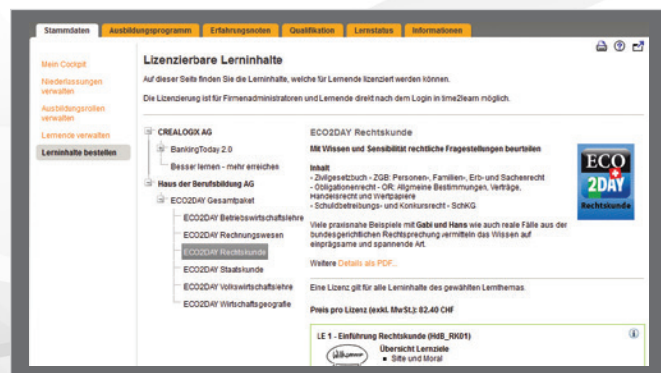 Stammdaten Ausbildungsprogramm Erfahrungsnoten Qualifikation Lernstatus Informationen
Mein Cockpit
Niederlassungen
verwalten
Ausbildungsrollen
verwalten
Lernende verwalten
Lerninhalte bestellen
Lizenzierbare Lerninhalte
Auf dieser Seite finden Sie die Lerninhalte, welche für Lernende lizenziert werden können.
Die Lizenzierung ist für Firmenadministratoren und Lernende direkt nach dem Login in time2learn möglich.
CREALOGIX AG
BankingToday 2.0
Besser lernen - mehr erreichen
Haus der Berufsbildung AG
ECO2DAY Gesamtpaket
ECO2DAY Betriebswirtschaftslehre
ECO2DAY Rechnungswesen
ECO2DAY Rechtskunde
ECO2DAY Staatskunde
ECO2DAY Volkswirtschaftslehre
ECO2DAY Wirtschaftsgeografie
ECO2DAY Rechtskunde
Mit Wissen und Sensibilität rechtliche Fragestellungen beurteilen
Inhalt
- Zivilgesetzbuch - ZGB: Personen-, Familien-, Erb- und Sachenrecht
- Obligationenrecht - OR: Allgemeine Bestimmungen, Verträge,
Handelsrecht und Wertpapiere
- Schuldbetreibungs- und Konkursrecht - SchKG
Viele praxisnahe Beispiele mit Gabi und Hans wie auch reale Fälle aus der
bundesgerichtlichen Rechtsprechung vermitteln das Wissen auf
einprägsame und spannende Art.
Weitere Details als PDF...
ECO
2DAY
Rechtskunde
Eine Lizenz gilt für alle Lerninhalte des gewählten Lernthemas.
Preis pro Lizenz (exkl. MwSt.): 82.40 CHF
LE 1 - Einführung Rechtskunde (HdB_RK01)
Willkommen
Übersicht Lernziele
Sitte und Moral